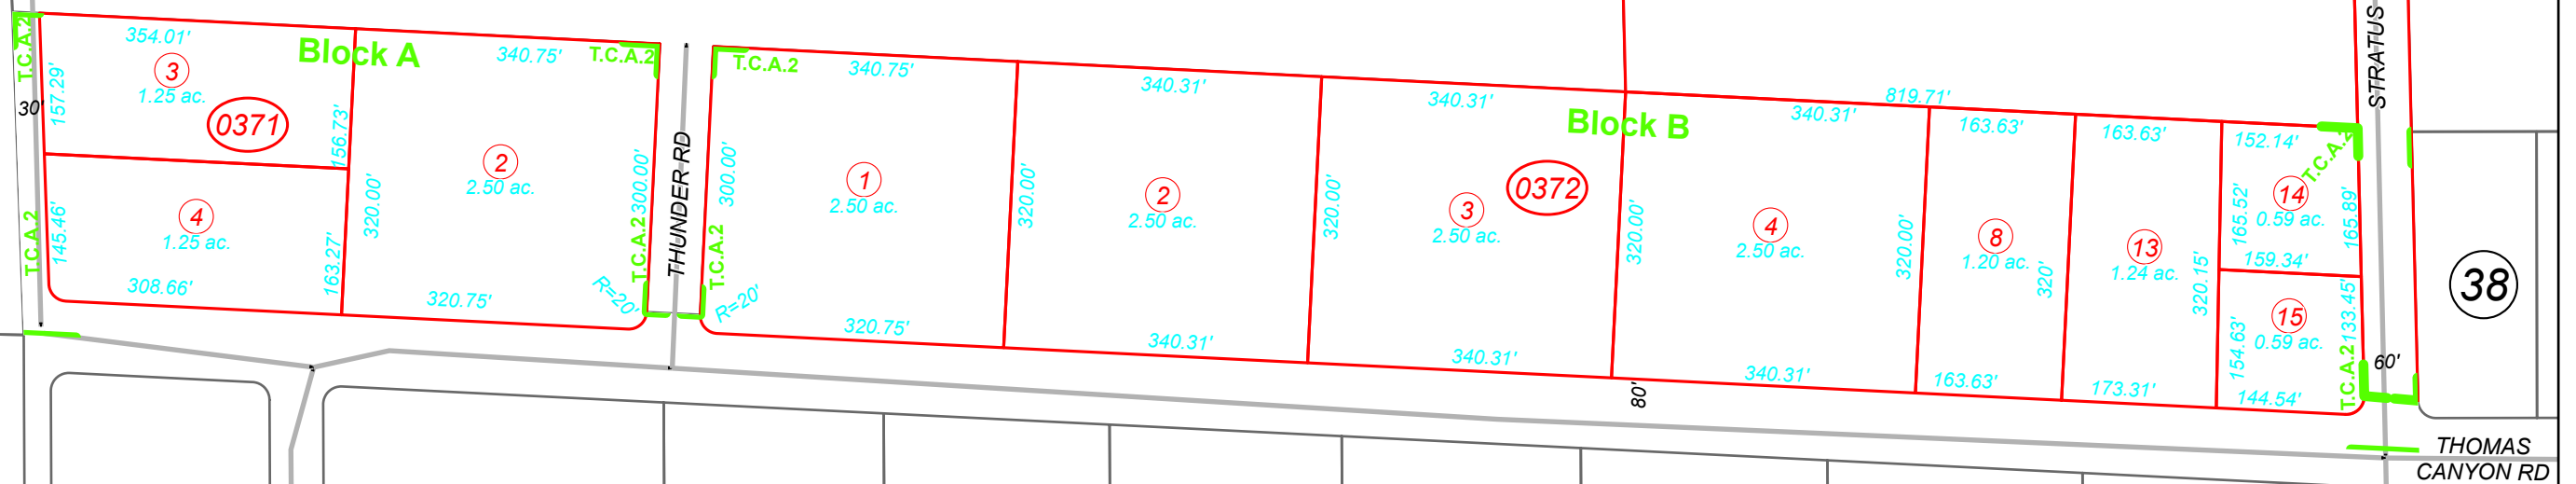 T.C.A.2
354.01'
Block A
340.75'
T.C.A.2
3
1.25 ac.
157.29'
30'
0371
156.73'
2
2.50 ac.
320.00'
300.00'
4
1.25 ac.
T.C.A.2
145.46'
163.27'
308.66'
320.75'
T.C.A.2
R=20'
THUNDER RD
T.C.A.2
340.75'
300.00'
1
2.50 ac.
T.C.A.2
R=20'
320.75'
320.00'
340.31'
2
2.50 ac.
340.31'
320.00'
340.31'
Block B
0372
3
2.50 ac.
340.31'
320.00'
819.71'
340.31'
4
2.50 ac.
340.31'
320.00'
80'
163.63'
8
1.20 ac.
320'
163.63'
163.63'
13
1.24 ac.
320.15'
173.31'
152.14'
T.C.A.2
14
0.59 ac.
165.52'
165.89'
159.34'
15
0.59 ac.
154.63'
133.45'
144.54'
T.C.A.2
STRATUS
60'
38
THOMAS
CANYON RD